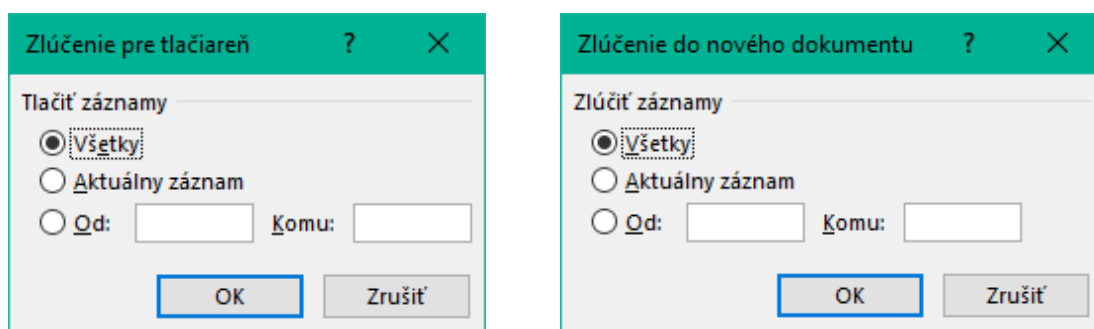 Zlúčenie pre tlačiareň ?
Tlačiť záznamy
Všetky
Aktuálny záznam
Od: Komu:
OK Zrušiť
Zlúčenie do nového dokumentu ?
Zlúčiť záznamy
Všetky
Aktuálny záznam
Od: Komu:
OK Zrušiť